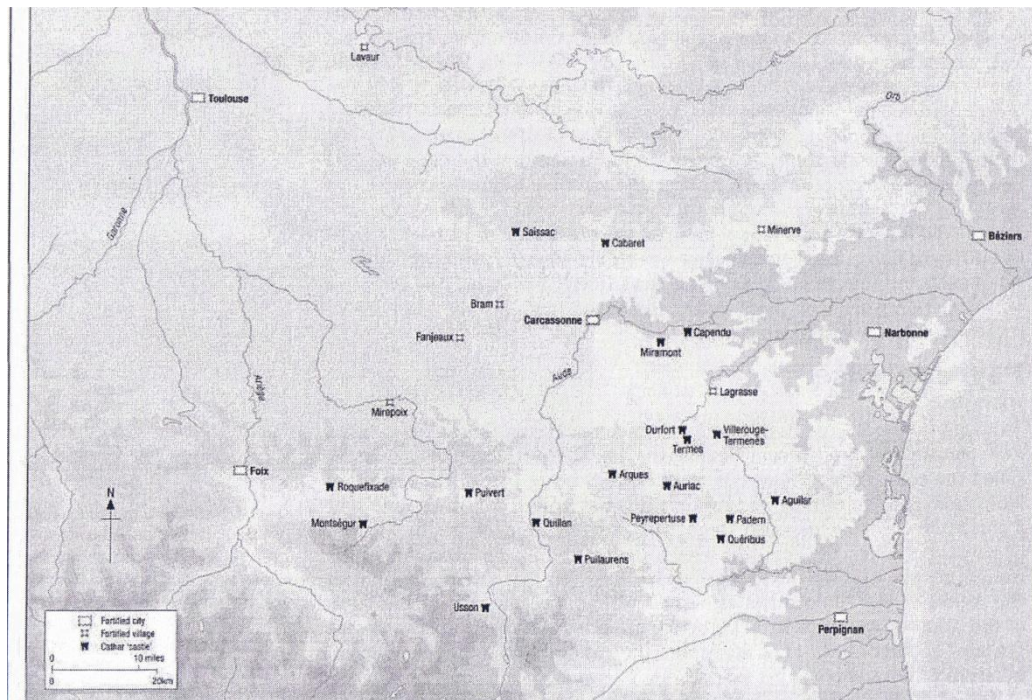 Lavaur
Toulouse
Orb
Garonne
Saissac
Cabaret
Minerve
Béziers
Bram
Carcassonne
Capendu
Narbonne
Fanjeaux
Miramont
Aude
Ariège
Mirepoix
Lagrasse
Durfort
Villerouge-
Termenès
Termes
Foix
N
Roquefixade
Puivert
Arques
Auriac
Aguilar
Montségur
Quillan
Peyrepertuse
Padern
Quéribus
Puilaurens
Usson
Perpignan
Fortified city
Fortified village
Cathar 'castle'
0 10 miles
0 20km